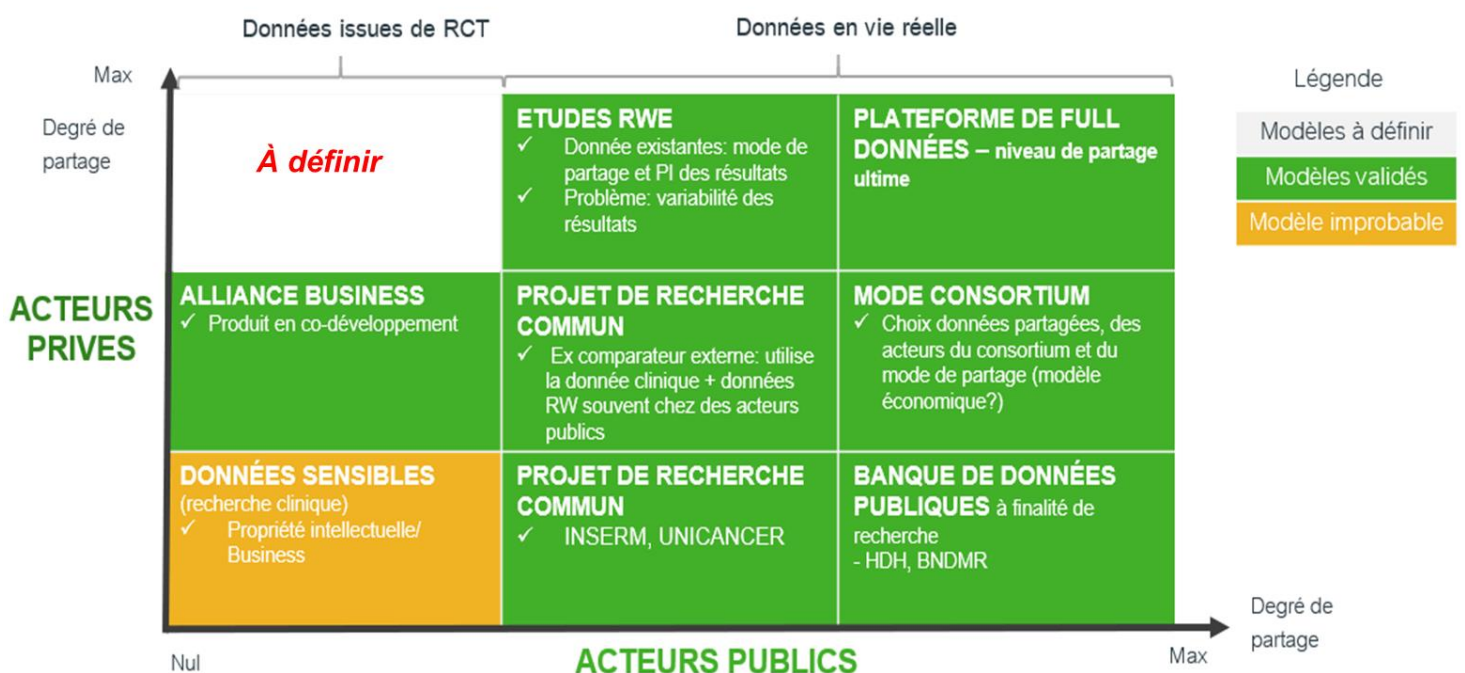 Données issues de RCT
Données en vie réelle
Max
Degré de
partage
À définir
ETUDES RWE
✓ Donnée existantes: mode de
partage et PI des résultats
✓ Problème: variabilité des
résultats
PLATEFORME DE FULL
DONNÉES – niveau de partage
ultime
Légende
Modèles à définir
Modèles validés
Modèle improbable
ACTEURS
PRIVES
ALLIANCE BUSINESS
✓ Produit en co-développement
PROJET DE RECHERCHE
COMMUN
✓ Ex comparateur externe: utilise
la donnée clinique + données
RW souvent chez des acteurs
publics
MODE CONSORTIUM
✓ Choix données partagées, des
acteurs du consortium et du
mode de partage (modèle
économique?)
DONNÉES SENSIBLES
(recherche clinique)
✓ Propriété intellectuelle/
Business
PROJET DE RECHERCHE
COMMUN
✓ INSERM, UNICANCER
BANQUE DE DONNÉES
PUBLIQUES à finalité de
recherche
- HDH, BNDMR
Nul
ACTEURS PUBLICS
Max
Degré de
partage